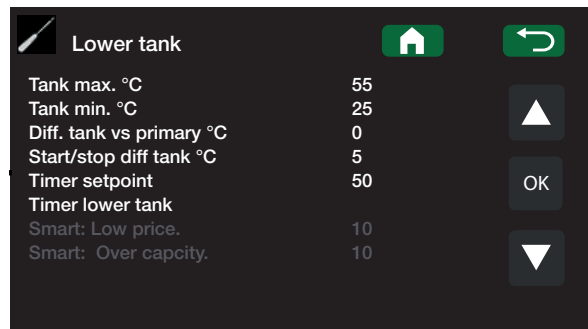 Lower tank
Tank max. °C 55
Tank min. °C 25
Diff. tank vs primary °C 0
Start/stop diff tank °C 5
Timer setpoint 50
OK
Timer lower tank
Smart: Low price. 10
Smart: Over capcity. 10